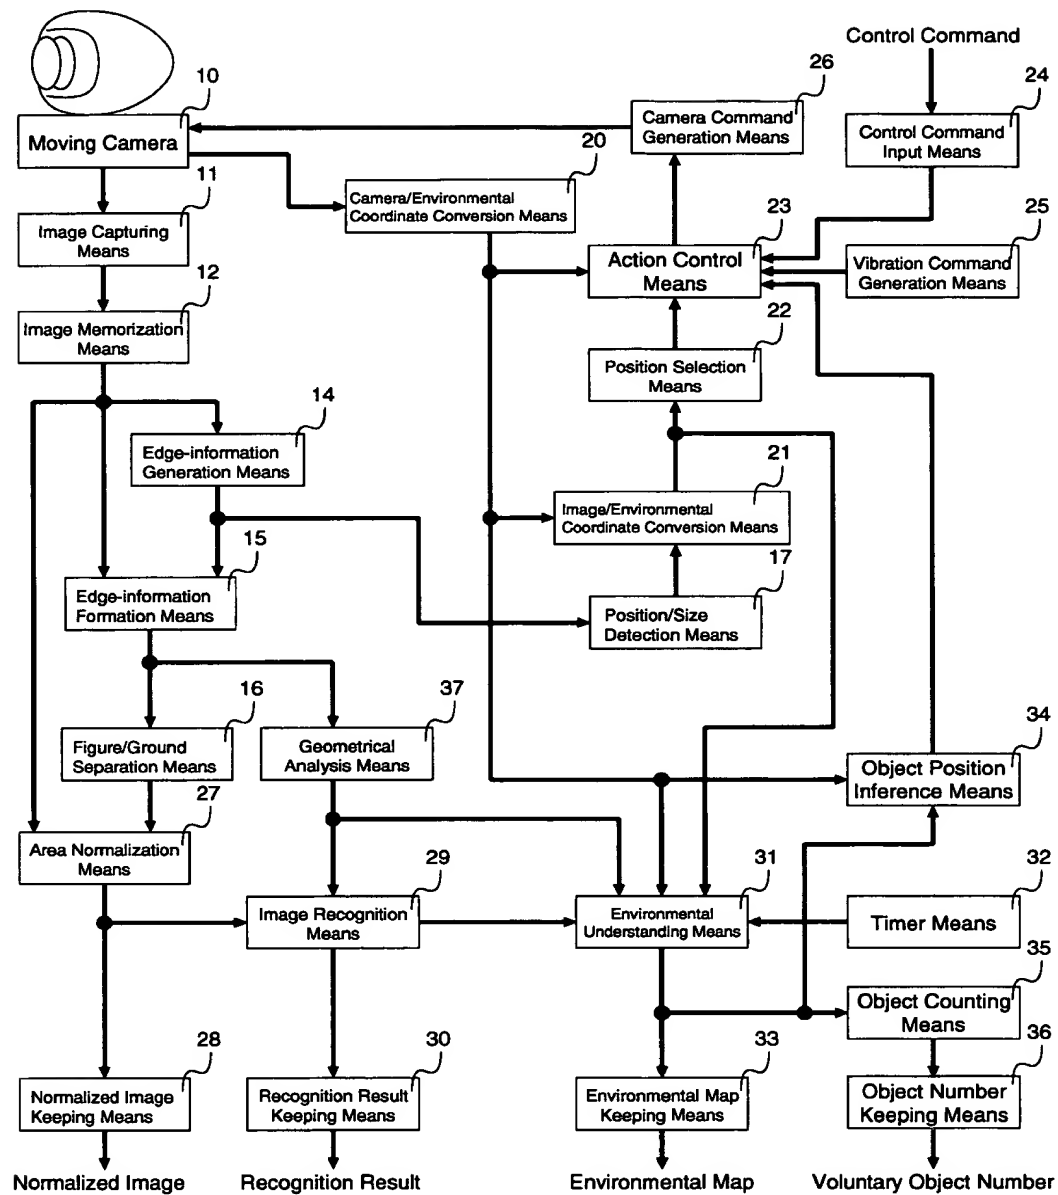 Control Command
10
Moving Camera
26
Camera Command
Generation Means
24
Control Command
Input Means
20
Camera/Environmental
Coordinate Conversion Means
11
Image Capturing
Means
23
Action Control
Means
25
Vibration Command
Generation Means
12
Image Memorization
Means
22
Position Selection
Means
14
Edge-information
Generation Means
21
Image/Environmental
Coordinate Conversion Means
15
Edge-information
Formation Means
17
Position/Size
Detection Means
16
Figure/Ground
Separation Means
37
Geometrical
Analysis Means
34
Object Position
Inference Means
27
Area Normalization
Means
29
Image Recognition
Means
31
Environmental
Understanding Means
32
Timer Means
35
Object Counting
Means
28
Normalized Image
Keeping Means
30
Recognition Result
Keeping Means
33
Environmental Map
Keeping Means
36
Object Number
Keeping Means
Normalized Image
Recognition Result
Environmental Map
Voluntary Object Number